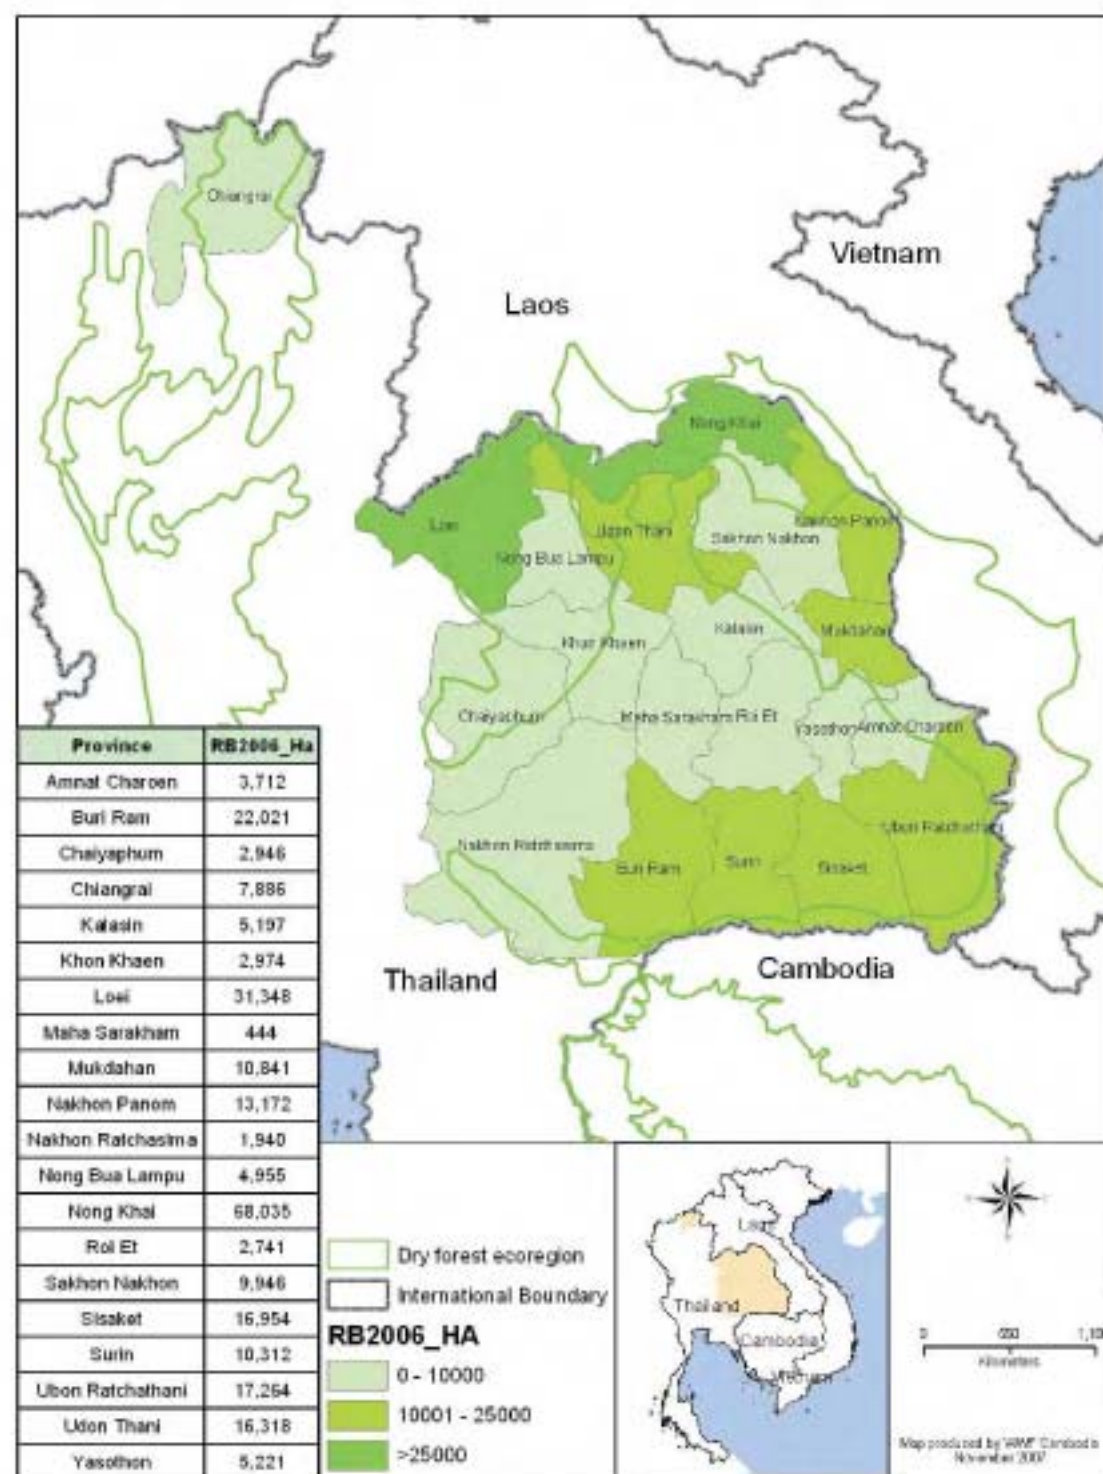 Chiangrai
Vietnam
Laos
Nong Khai
Loei
Udon Thani
Nakhon Panom
Sakhon Nakhon
Nong Bua Lampu
Kalasin
Mukdahan
Khon Khaen
Chaiyaphum
Maha Sarakham
Roi Et
Yasothon
Amnat Charoen
Nakhon Ratchasima
Buri Ram
Surin
Sisaket
Ubon Ratchathani
Thailand
Cambodia
Province RB2006_Ha
Amnat Charoen 3,712
Buri Ram 22,021
Chaiyaphum 2,946
Chiangrai 7,886
Kalasin 5,197
Khon Khaen 2,974
Loei 31,348
Maha Sarakham 444
Mukdahan 10,841
Nakhon Panom 13,172
Nakhon Ratchasima 1,940
Nong Bua Lampu 4,955
Nong Khai 68,035
Roi Et 2,741
Sakhon Nakhon 9,946
Sisaket 16,954
Surin 10,312
Ubon Ratchathani 17,264
Udon Thani 16,318
Yasothon 5,221
Dry forest ecoregion
International Boundary
RB2006_HA
0 - 10000
10001 - 25000
>25000
Laos
Thailand
Cambodia
Vietnam
0
Kilometers
Map produced by WWF Cambodia
November 2007